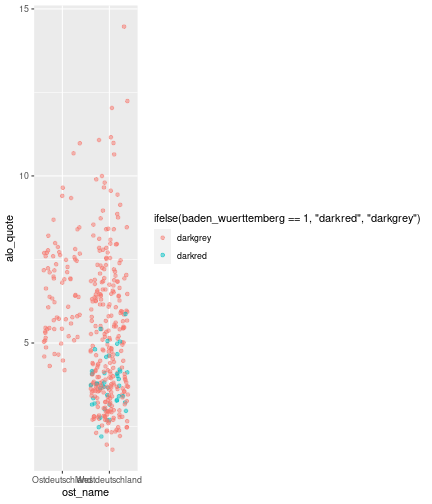 15
10
5
alo_quote
Ostdeutschland Westdeutschland
ost_name
ifelse(baden_wuerttemberg == 1, "darkred", "darkgrey")
darkgrey
darkred